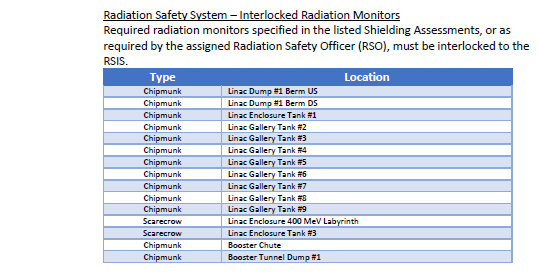 Radiation Safety System – Interlocked Radiation Monitors
Required radiation monitors specified in the listed Shielding Assessments, or as
required by the assigned Radiation Safety Officer (RSO), must be interlocked to the
RSIS.
Type Location
Chipmunk Linac Dump #1 Berm US
Chipmunk Linac Dump #1 Berm DS
Chipmunk Linac Enclosure Tank #1
Chipmunk Linac Gallery Tank #2
Chipmunk Linac Gallery Tank #3
Chipmunk Linac Gallery Tank #4
Chipmunk Linac Gallery Tank #5
Chipmunk Linac Gallery Tank #6
Chipmunk Linac Gallery Tank #7
Chipmunk Linac Gallery Tank #8
Chipmunk Linac Gallery Tank #9
Scarecrow Linac Enclosure 400 MeV Labyrinth
Scarecrow Linac Enclosure Tank #3
Chipmunk Booster Chute
Chipmunk Booster Tunnel Dump #1